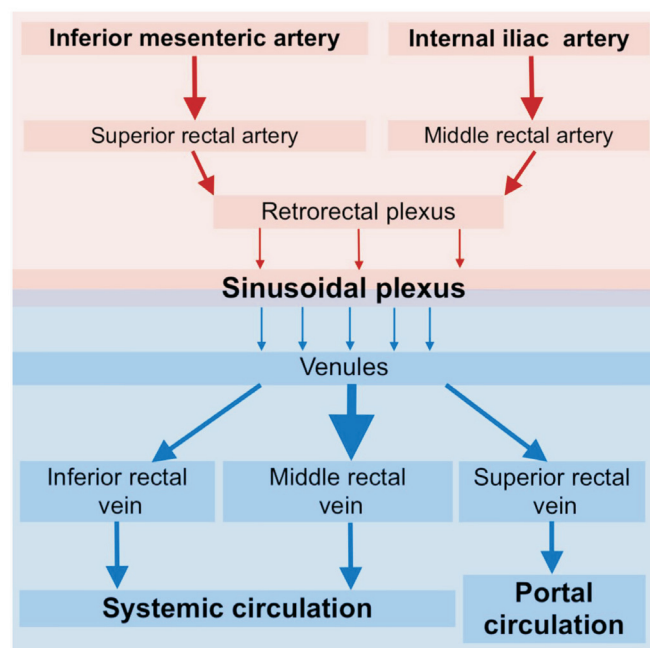 Inferior mesenteric artery
Internal iliac artery
Superior rectal artery
Middle rectal artery
Retrorectal plexus
Sinusoidal plexus
Venules
Inferior rectal
vein
Middle rectal
vein
Superior rectal
vein
Systemic circulation
Portal
circulation